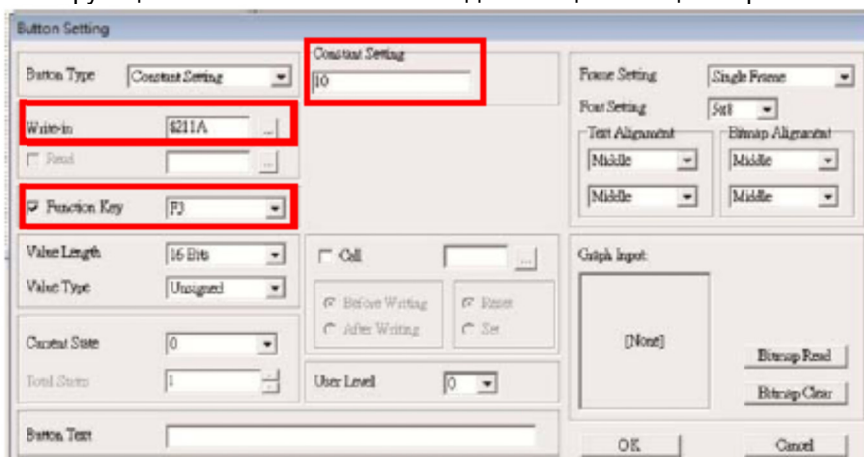 Button Setting
Button Type
Constant Setting
Constant Setting
10
Frame Setting
Single Frame
Font Setting
5x8
Write-in
$211A
...
Read
...
Text Alignment
Bitmap Alignment
Middle
Middle
Middle
Middle
Function Key
F3
Value Length
16 Bits
Value Type
Unsigned
Call
...
Before Writing
After Writing
Reset
Set
Graph Input:
[None]
Bitmap Read
Bitmap Clear
Current State
0
Total States
1
User Level
0
Button Text
OK
Cancel